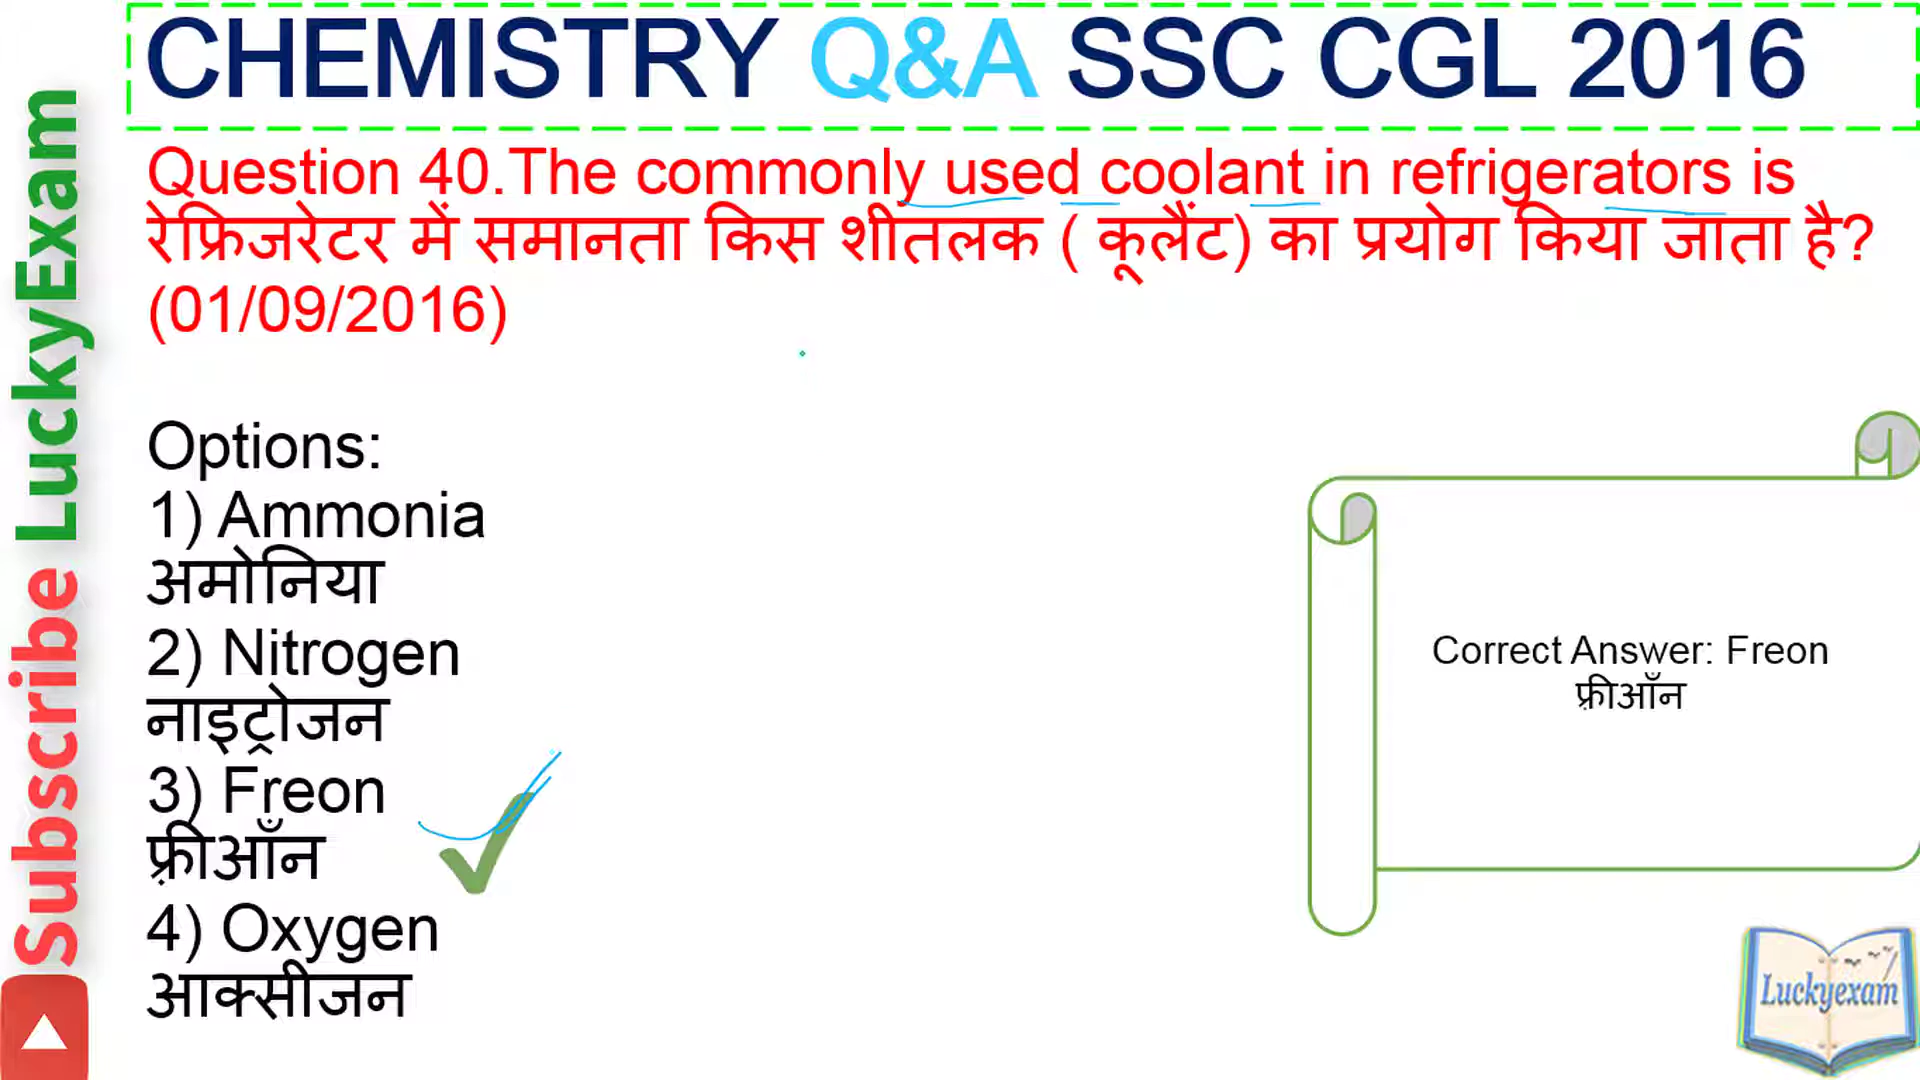 CHEMISTRY Q&A SSC CGL 2016
Question 40.The commonly used coolant in refrigerators is
रेफ्रिजरेटर में समानता किस शीतलक ( कूलैंट) का प्रयोग किया जाता है?
(01/09/2016)
Options:
1) Ammonia
अमोनिया
2) Nitrogen
नाइट्रोजन
3) Freon
फ़्रीऑन
4) Oxygen
आक्सीजन
Correct Answer: Freon
फ़्रीऑन
Subscribe LuckyExam
Luckyexam